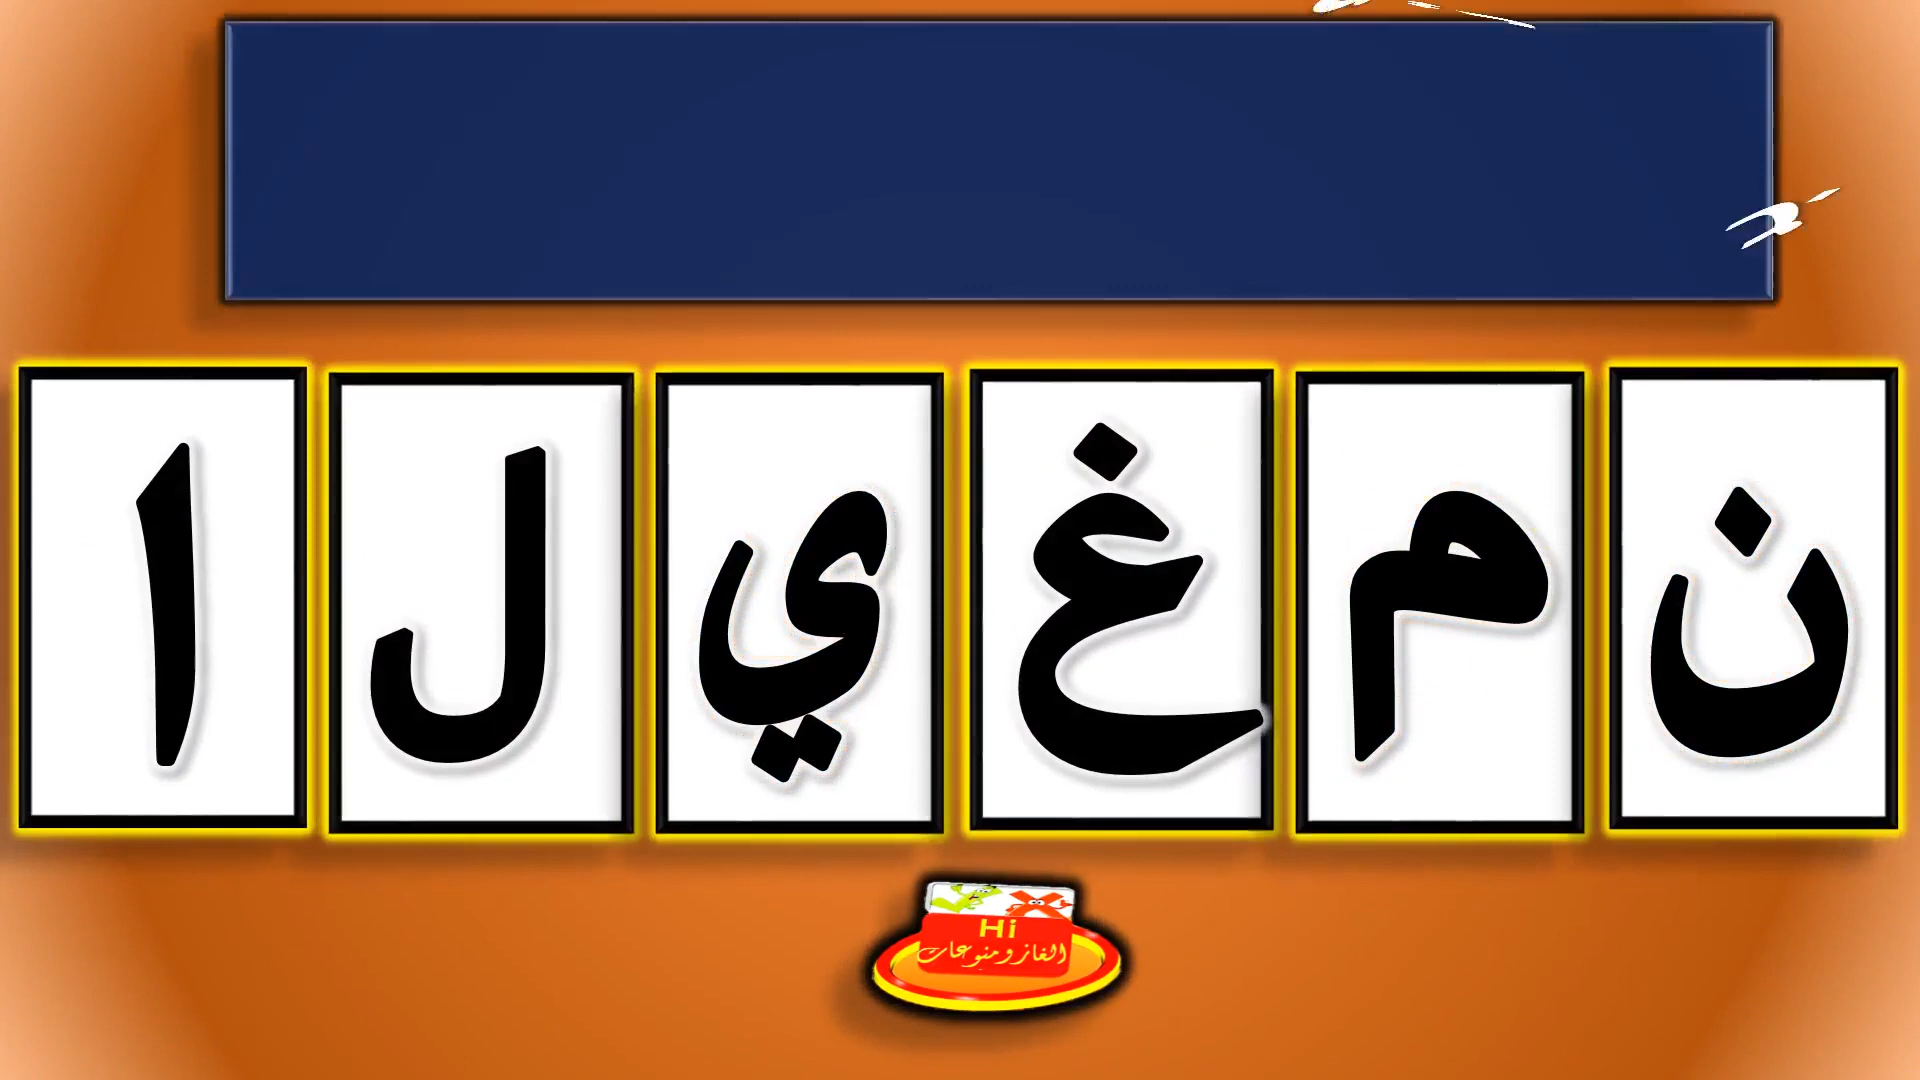 ن م غ ي ل ا
Hi
الغاز ومنوعات